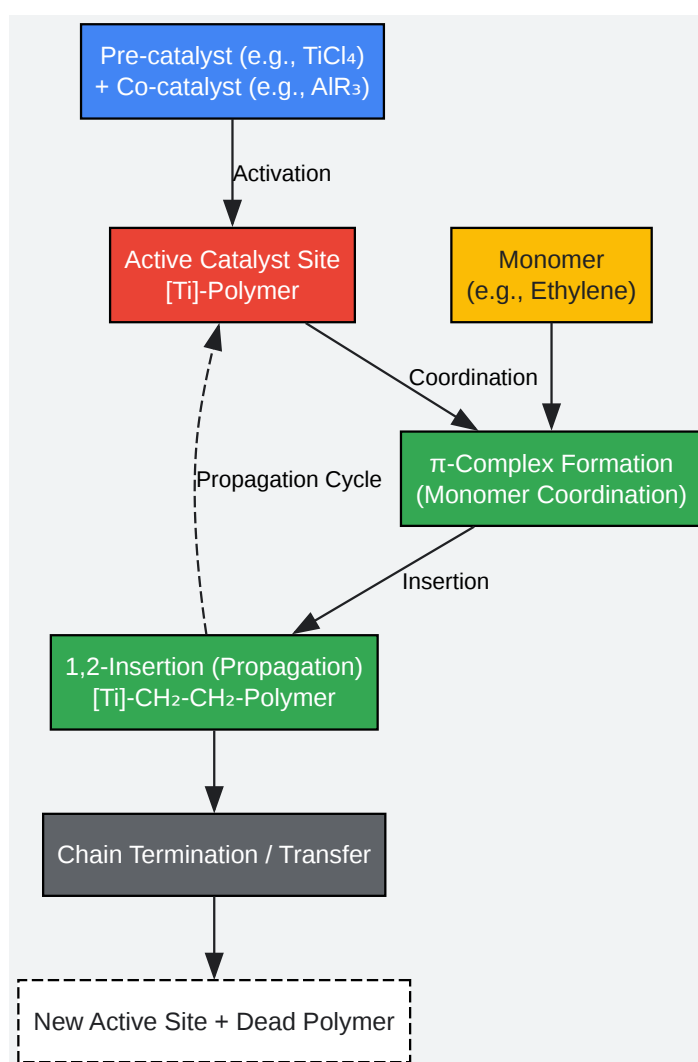 Pre-catalyst (e.g., TiCl₄)
+ Co-catalyst (e.g., AlR₃)
Activation
Active Catalyst Site
[Ti]-Polymer
Monomer
(e.g., Ethylene)
Coordination
π-Complex Formation
(Monomer Coordination)
Propagation Cycle
Insertion
1,2-Insertion (Propagation)
[Ti]-CH₂-CH₂-Polymer
Chain Termination / Transfer
New Active Site + Dead Polymer